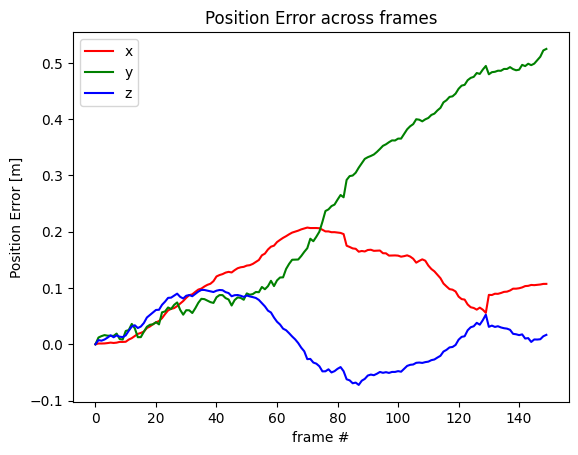 Position Error across frames
x
y
z
Position Error [m]
0.5
0.4
0.3
0.2
0.1
0.0
−0.1
0 20 40 60 80 100 120 140
frame #